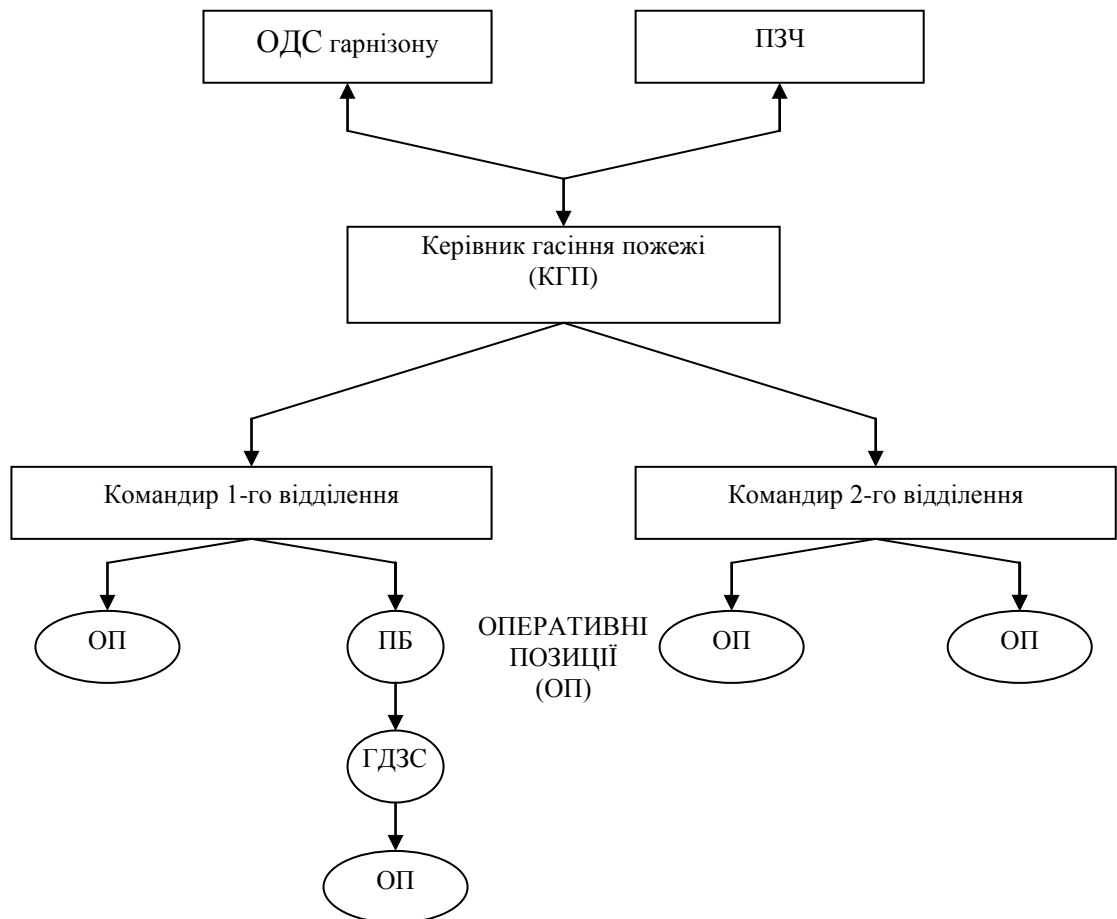 ОДС гарнізону
ПЗЧ
Керівник гасіння пожежі
(КГП)
Командир 1-го відділення
Командир 2-го відділення
ОП
ПБ
ОПЕРАТИВНІ
ПОЗИЦІЇ
(ОП)
ОП
ОП
ГДЗС
ОП